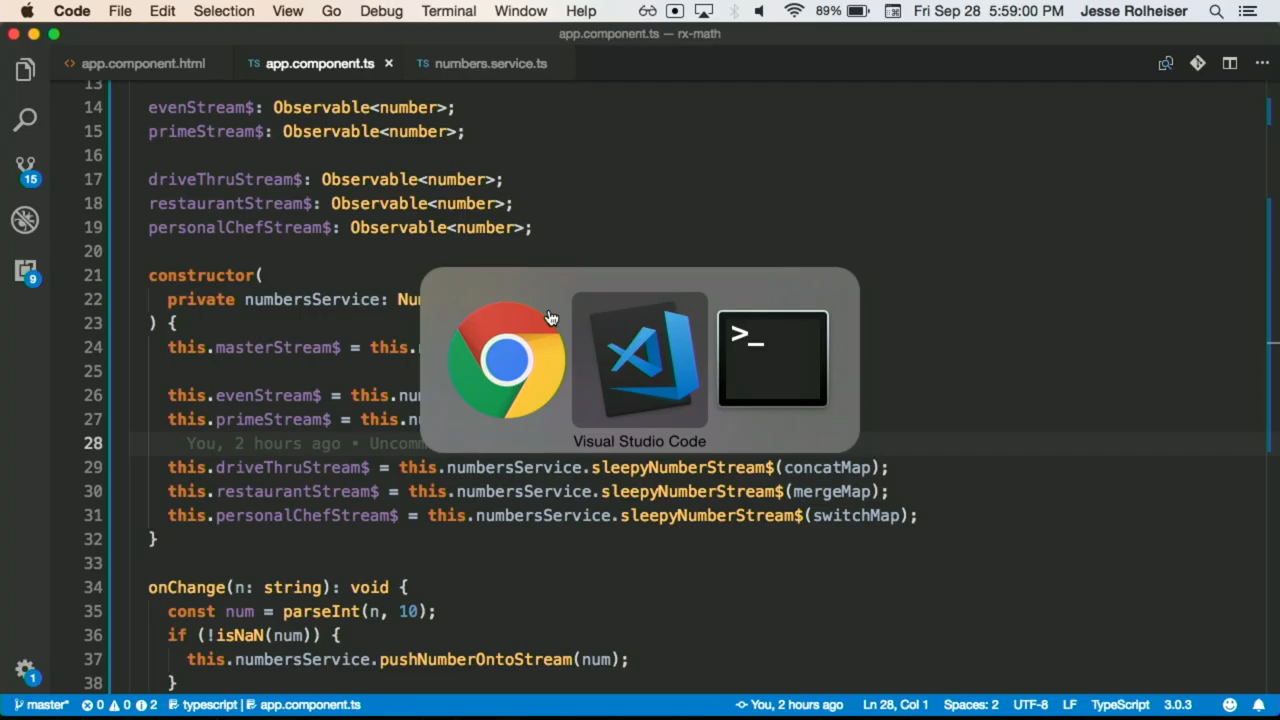 Code File Edit Selection View Go Debug Terminal Window Help 89% Fri Sep 28 5:59:00 PM Jesse Rolheiser
app.component.ts — rx-math
app.component.html TS app.component.ts TS numbers.service.ts
13
14 evenStream$: Observable<number>;
15 primeStream$: Observable<number>;
16
17 driveThruStream$: Observable<number>;
18 restaurantStream$: Observable<number>;
19 personalChefStream$: Observable<number>;
20
21 constructor(
22 private numbersService: Nu
23 ) {
24 this.masterStream$ = this.
25
26 this.evenStream$ = this.nu
27 this.primeStream$ = this.n
28 You, 2 hours ago • Uncomm
29 this.driveThruStream$ = this.numbersService.sleepyNumberStream$(concatMap);
30 this.restaurantStream$ = this.numbersService.sleepyNumberStream$(mergeMap);
31 this.personalChefStream$ = this.numbersService.sleepyNumberStream$(switchMap);
32 }
33
34 onChange(n: string): void {
35 const num = parseInt(n, 10);
36 if (!isNaN(num)) {
37 this.numbersService.pushNumberOntoStream(num);
38 }
15
9
1
>_
Visual Studio Code
master* 0 0 2 typescript | app.component.ts You, 2 hours ago Ln 28, Col 1 Spaces: 2 UTF-8 LF TypeScript 3.0.3